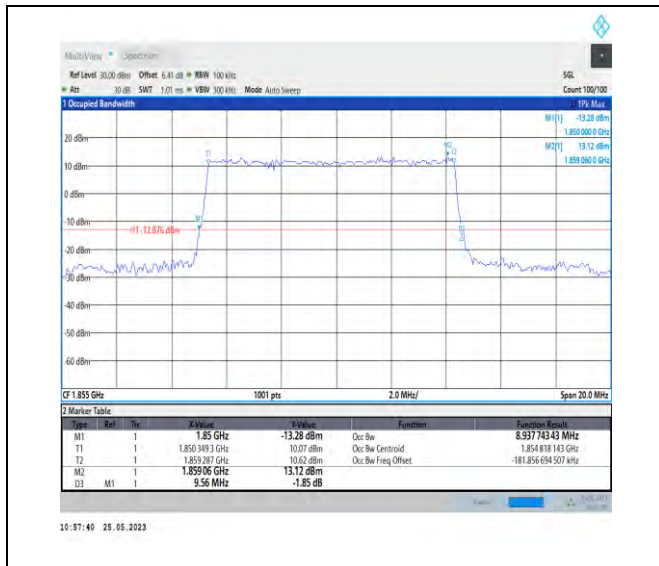 MultiView Spectrum
Ref Level 30.00 dBm Offset 6.41 dB RBW 100 kHz SGL
Att 30 dB SWT 1.01 ms VBW 300 kHz Mode Auto Sweep Count 100/100
1 Occupied Bandwidth 1Pk Max
M1[1] -13.28 dBm
1.850 000 0 GHz
M2[1] 13.12 dBm
1.859 060 0 GHz
20 dBm
T1
M2
T2
10 dBm
0 dBm
-10 dBm
M1
H1 -12.876 dBm
D3
-20 dBm
-30 dBm
-40 dBm
-50 dBm
-60 dBm
CF 1.855 GHz 1001 pts 2.0 MHz/ Span 20.0 MHz
2 Marker Table
Type Ref Trc X-Value Y-Value Function Function Result
M1 1 1.85 GHz -13.28 dBm Occ Bw 8.937 743 43 MHz
T1 1 1.850 349 3 GHz 10.07 dBm Occ Bw Centroid 1.854 818 143 GHz
T2 1 1.859 287 GHz 10.62 dBm Occ Bw Freq Offset -181.856 694 507 kHz
M2 1 1.859 06 GHz 13.12 dBm
D3 M1 1 9.56 MHz -1.85 dB
10:57:40 25.05.2023